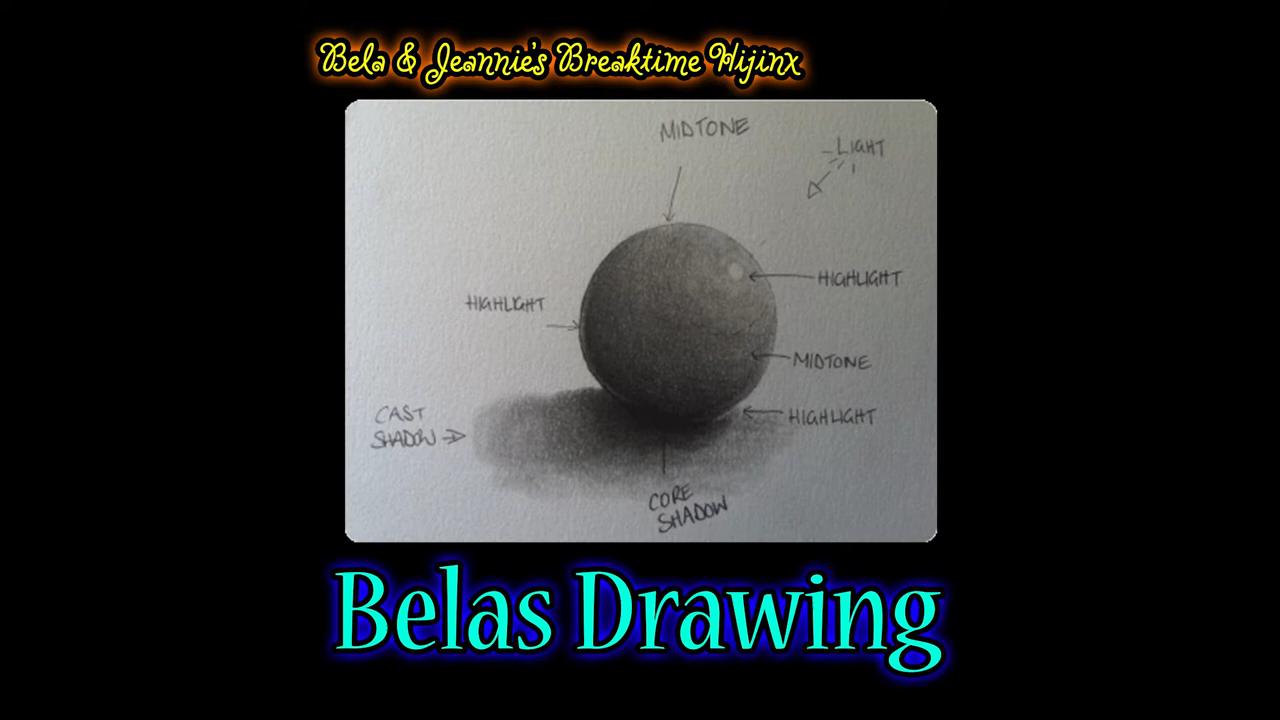 Bela & Jeannie's Breaktime Hijinx
MIDTONE
LIGHT
HIGHLIGHT
HIGHLIGHT
MIDTONE
CAST
SHADOW
HIGHLIGHT
CORE
SHADOW
Belas Drawing